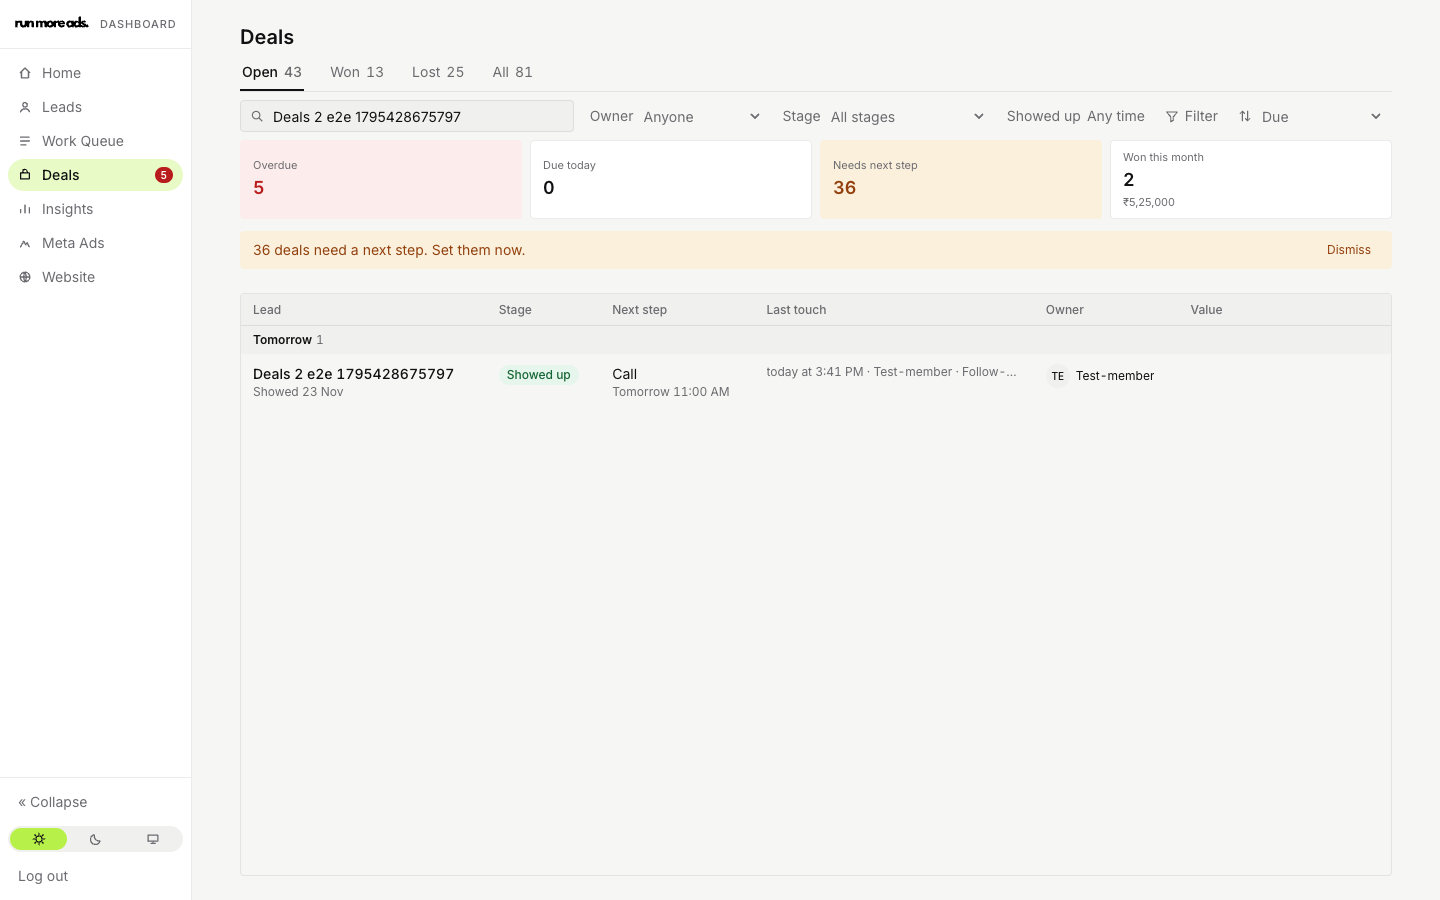 run more ads. DASHBOARD
Home
Leads
Work Queue
Deals 5
Insights
Meta Ads
Website
« Collapse
Log out
Deals
Open 43 Won 13 Lost 25 All 81
Deals 2 e2e 1795428675797 Owner Anyone Stage All stages Showed up Any time Filter Due
Overdue
5
Due today
0
Needs next step
36
Won this month
2
₹5,25,000
36 deals need a next step. Set them now. Dismiss
Lead Stage Next step Last touch Owner Value
Tomorrow 1
Deals 2 e2e 1795428675797 Showed up Call today at 3:41 PM · Test-member · Follow-... TE Test-member
Showed 23 Nov Tomorrow 11:00 AM